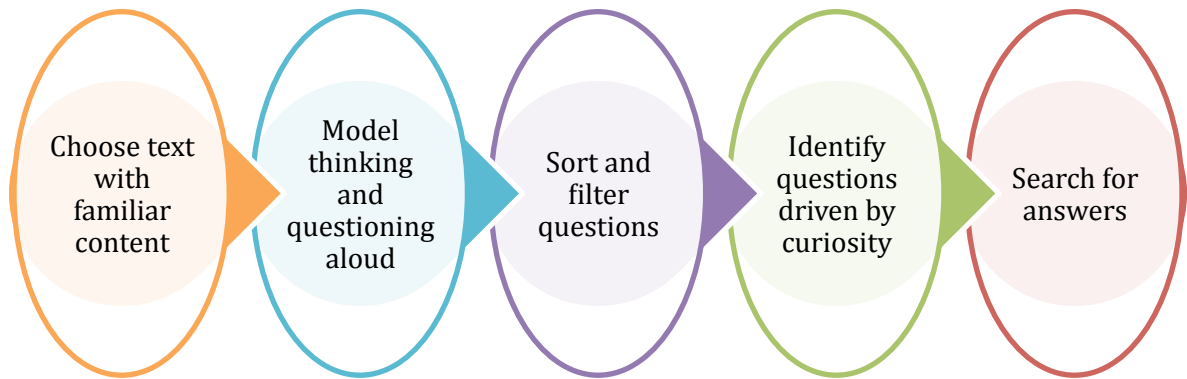 Choose text
with
familiar
content
Model
thinking
and
questioning
aloud
Sort and
filter
questions
Identify
questions
driven by
curiosity
Search for
answers